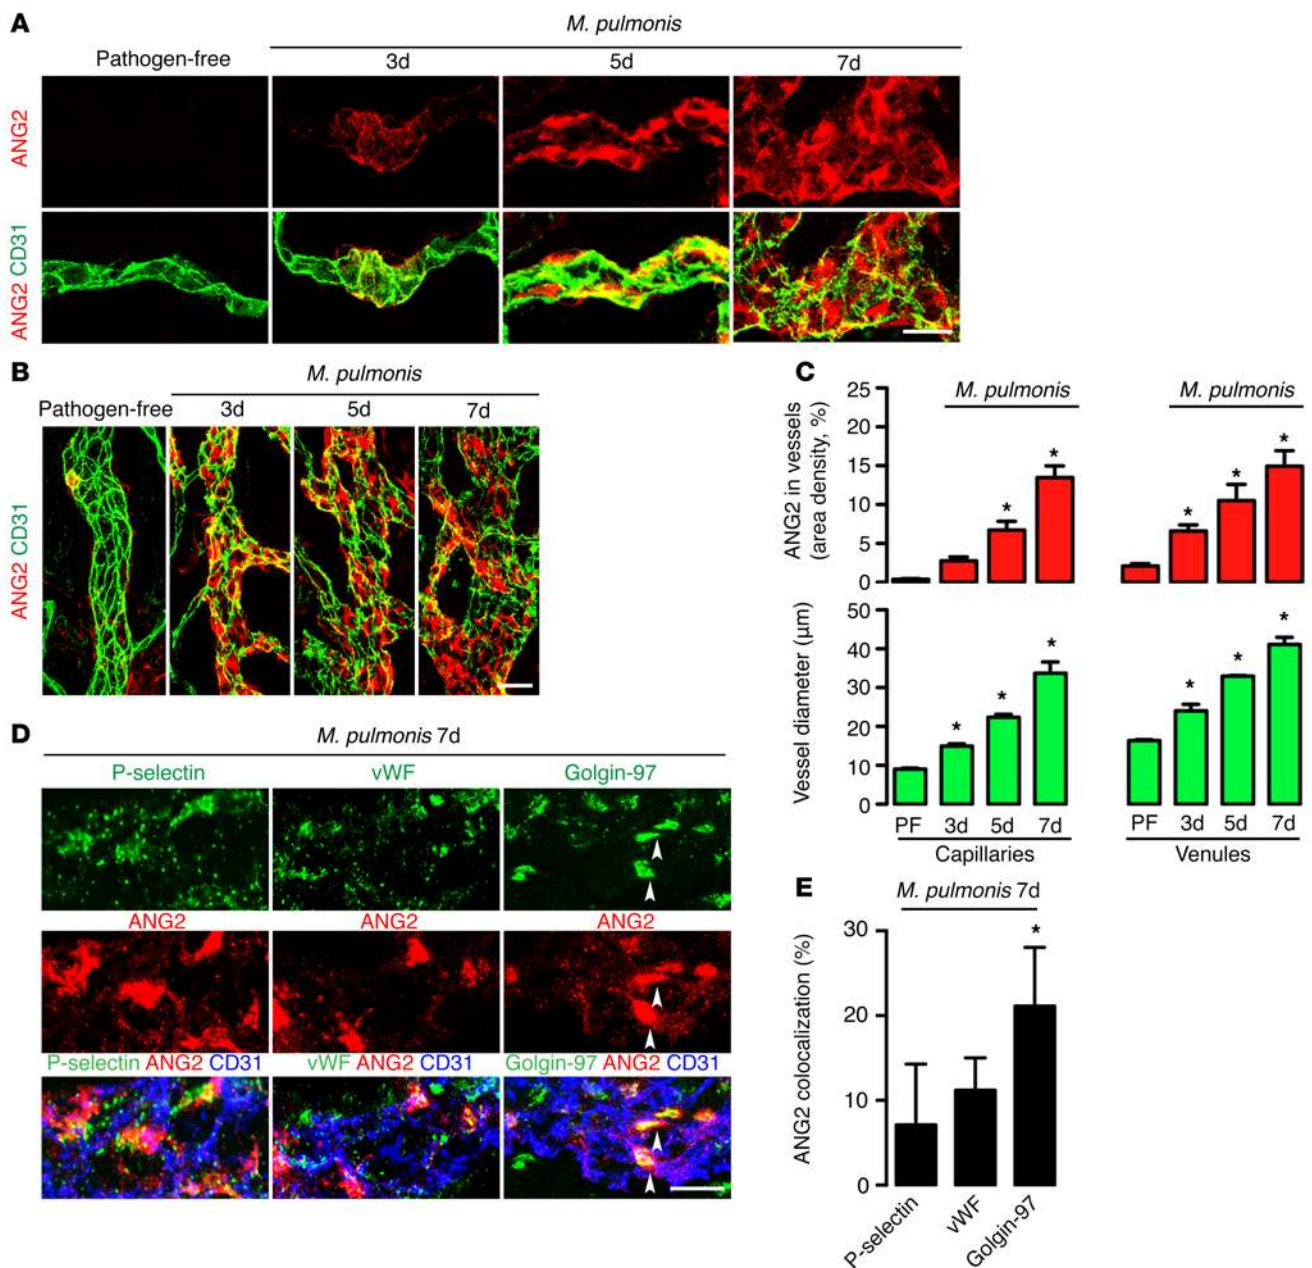 A
M. pulmonis
Pathogen-free 3d 5d 7d
ANG2
ANG2 CD31
B
M. pulmonis
Pathogen-free 3d 5d 7d
ANG2 CD31
C
M. pulmonis M. pulmonis
ANG2 in vessels
(area density, %)
25
20
15
10
5
0
* * * * *
Vessel diameter (µm)
50
40
30
20
10
0
* * * * * *
PF 3d 5d 7d PF 3d 5d 7d
Capillaries Venules
D
M. pulmonis 7d
P-selectin vWF Golgin-97
ANG2 ANG2 ANG2
P-selectin ANG2 CD31 vWF ANG2 CD31 Golgin-97 ANG2 CD31
E
M. pulmonis 7d
ANG2 colocalization (%)
30
20
10
0
*
P-selectin vWF Golgin-97